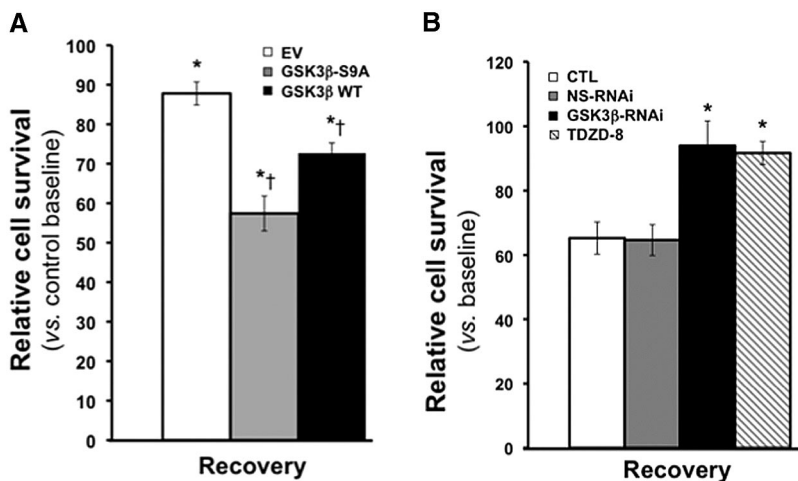 A
100
90
80
70
60
50
40
30
20
10
0
Relative cell survival
(vs. control baseline)
EV
GSK3β-S9A
GSK3β WT
*
*†
*†
Recovery
B
120
100
80
60
40
20
0
Relative cell survival
(vs. baseline)
CTL
NS-RNAi
GSK3β-RNAi
TDZD-8
*
*
Recovery